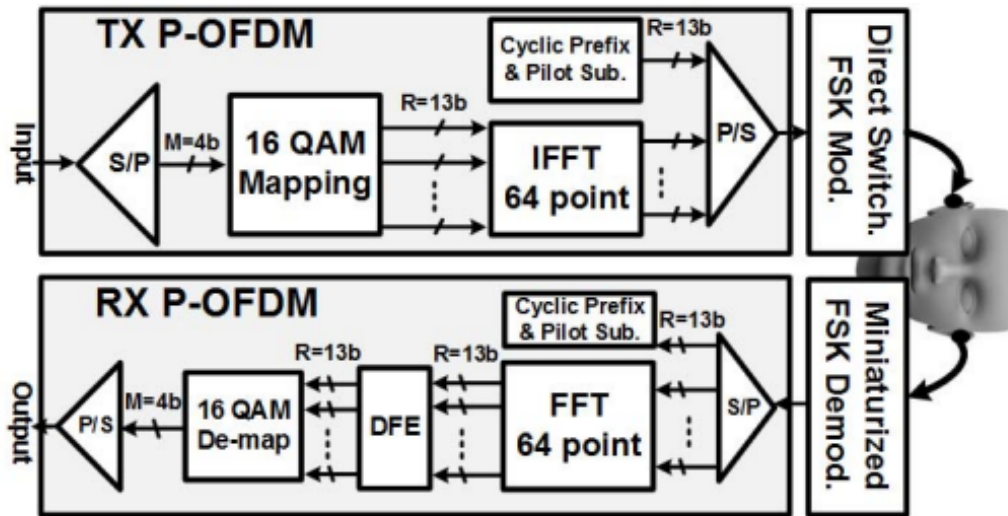 TX P-OFDM
Input
S/P
M=4b
16 QAM
Mapping
R=13b
Cyclic Prefix
& Pilot Sub.
R=13b
IFFT
64 point
P/S
Direct Switch.
FSK Mod.
RX P-OFDM
Output
P/S
M=4b
16 QAM
De-map
R=13b
DFE
R=13b
Cyclic Prefix
& Pilot Sub.
R=13b
FFT
64 point
S/P
Miniaturized
FSK Demod.